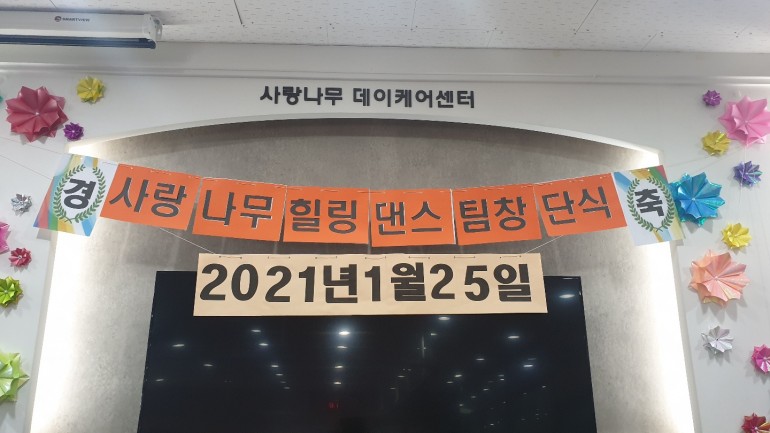 사랑나무 데이케어센터
경 사랑 나무 힐링 댄스 팀창 단식 축
2021년1월25일